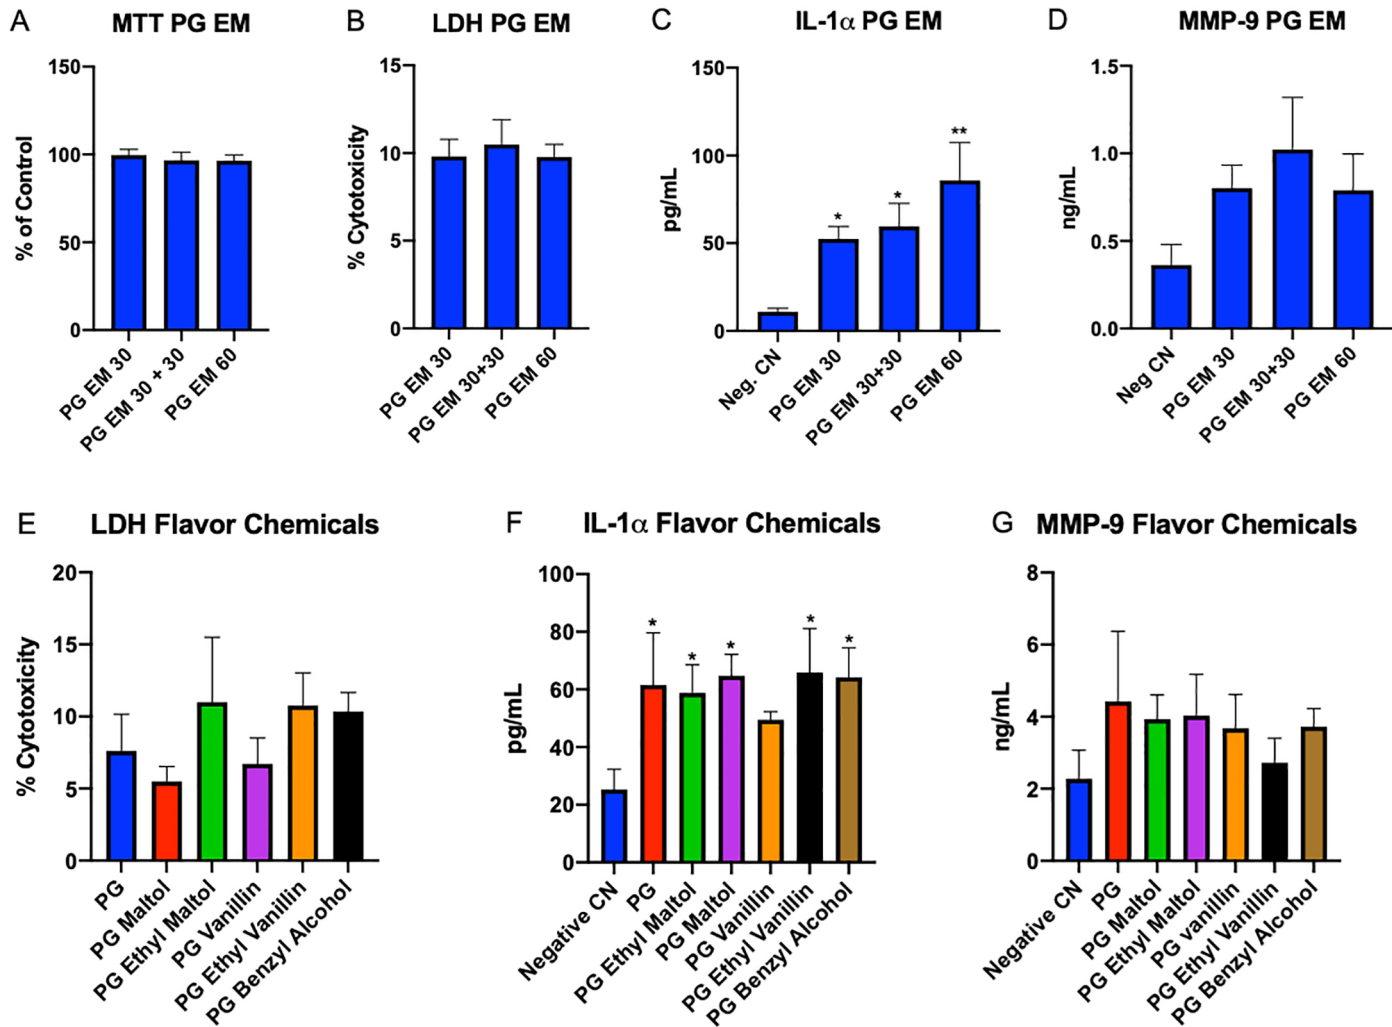 A MTT PG EM
% of Control
150
100
50
0
PG EM 30
PG EM 30 + 30
PG EM 60
B LDH PG EM
% Cytotoxicity
15
10
5
0
PG EM 30
PG EM 30+30
PG EM 60
C IL-1α PG EM
pg/mL
150
100
50
0
*
*
**
Neg. CN
PG EM 30
PG EM 30+30
PG EM 60
D MMP-9 PG EM
ng/mL
1.5
1.0
0.5
0.0
Neg CN
PG EM 30
PG EM 30+30
PG EM 60
E LDH Flavor Chemicals
% Cytotoxicity
20
15
10
5
0
PG
PG Maltol
PG Ethyl Maltol
PG Vanillin
PG Ethyl Vanillin
PG Benzyl Alcohol
F IL-1α Flavor Chemicals
pg/mL
100
80
60
40
20
0
*
*
*
*
*
Negative CN
PG
PG Ethyl Maltol
PG Maltol
PG Vanillin
PG Ethyl Vanillin
PG Benzyl Alcohol
G MMP-9 Flavor Chemicals
ng/mL
8
6
4
2
0
Negative CN
PG
PG Maltol
PG Ethyl Maltol
PG vanillin
PG Ethyl Vanillin
PG Benzyl Alcohol